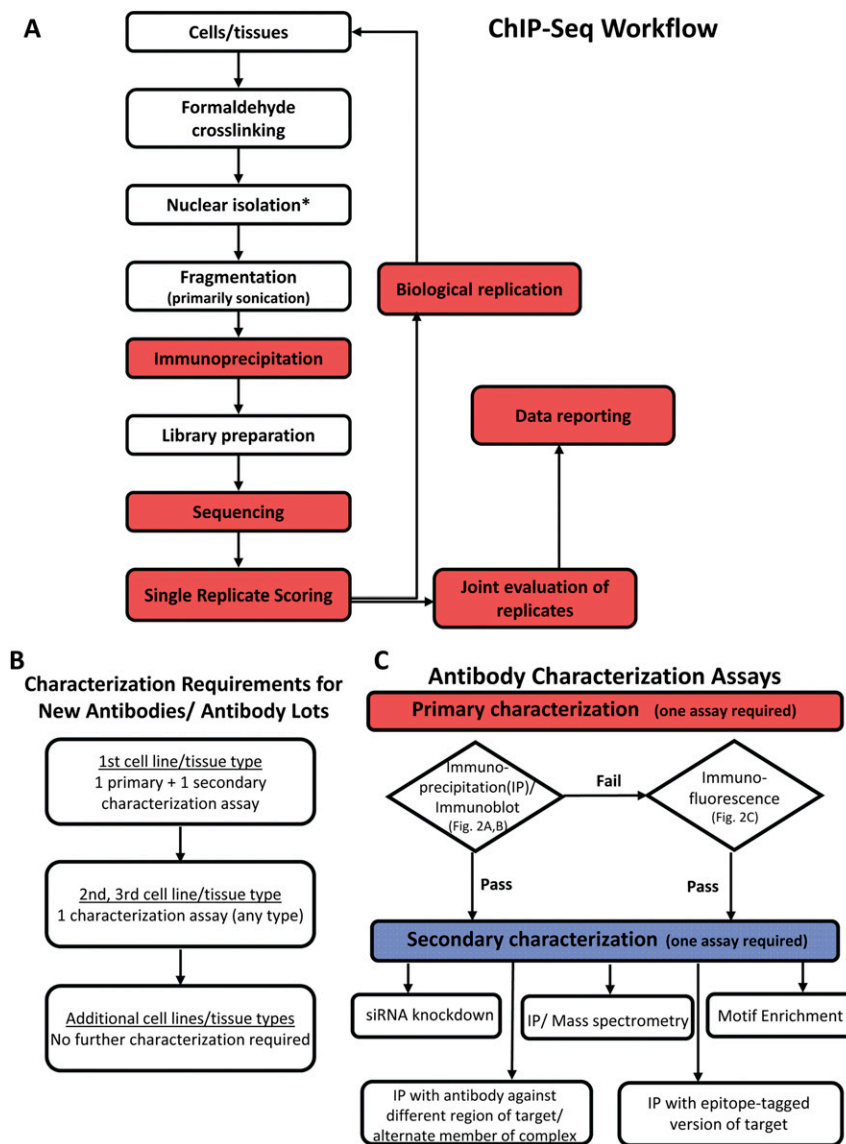 A
ChIP-Seq Workflow
Cells/tissues
Formaldehyde
crosslinking
Nuclear isolation*
Fragmentation
(primarily sonication)
Biological replication
Immunoprecipitation
Data reporting
Library preparation
Sequencing
Single Replicate Scoring
Joint evaluation of
replicates
B
Characterization Requirements for
New Antibodies/ Antibody Lots
1st cell line/tissue type
1 primary + 1 secondary
characterization assay
2nd, 3rd cell line/tissue type
1 characterization assay (any type)
Additional cell lines/tissue types
No further characterization required
C
Antibody Characterization Assays
Primary characterization (one assay required)
Immuno-
precipitation(IP)/
Immunoblot
(Fig. 2A,B)
Fail
Immuno-
fluorescence
(Fig. 2C)
Pass
Pass
Secondary characterization (one assay required)
siRNA knockdown
IP/ Mass spectrometry
Motif Enrichment
IP with antibody against
different region of target/
alternate member of complex
IP with epitope-tagged
version of target